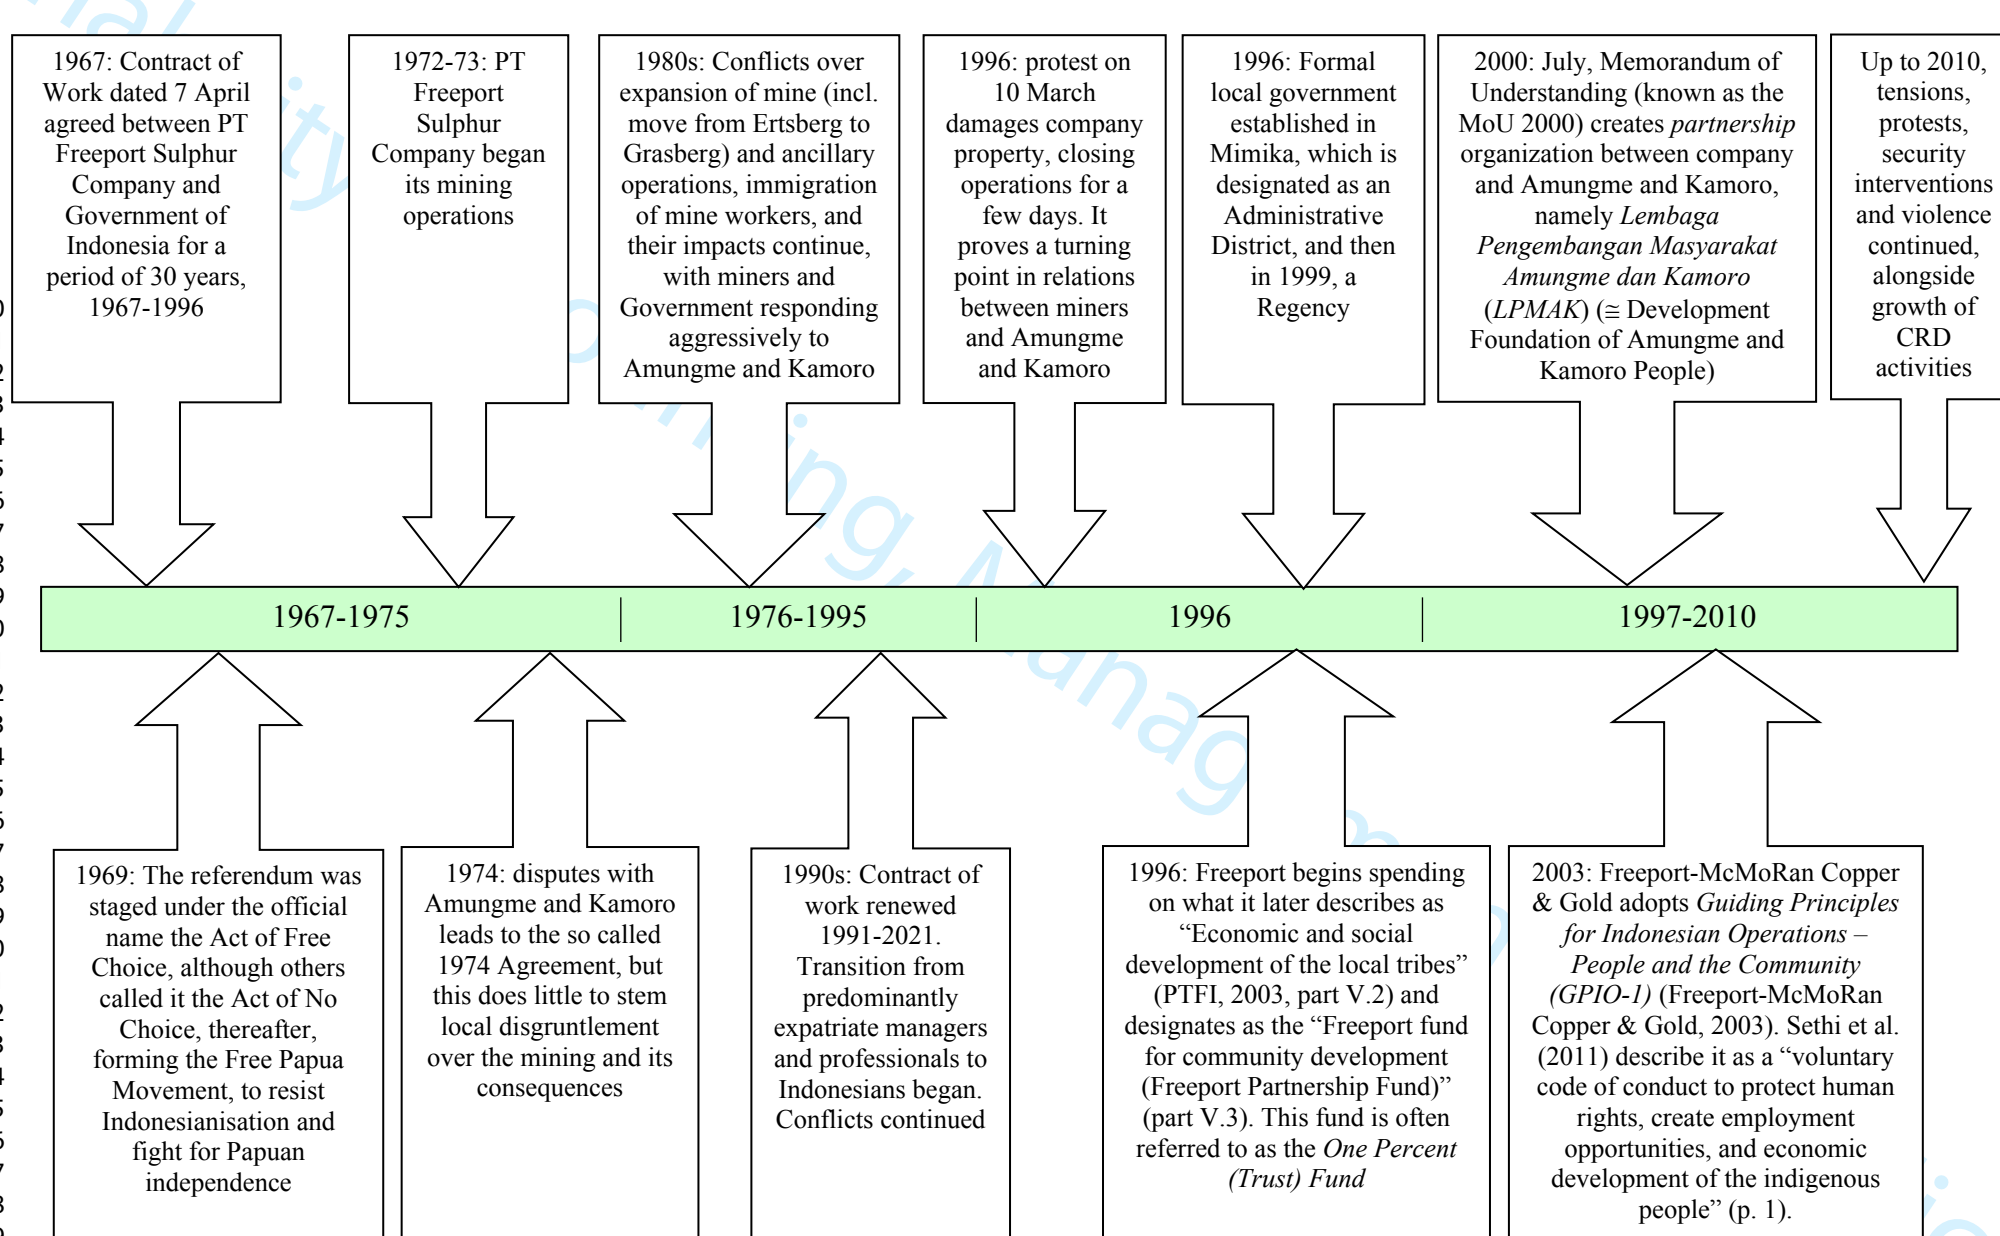 1967: Contract of
Work dated 7 April
agreed between PT
Freeport Sulphur
Company and
Government of
Indonesia for a
period of 30 years,
1967-1996
1972-73: PT
Freeport
Sulphur
Company began
its mining
operations
1980s: Conflicts over
expansion of mine (incl.
move from Ertsberg to
Grasberg) and ancillary
operations, immigration
of mine workers, and
their impacts continue,
with miners and
Government responding
aggressively to
Amungme and Kamoro
1996: protest on
10 March
damages company
property, closing
operations for a
few days. It
proves a turning
point in relations
between miners
and Amungme
and Kamoro
1996: Formal
local government
established in
Mimika, which is
designated as an
Administrative
District, and then
in 1999, a
Regency
2000: July, Memorandum of
Understanding (known as the
MoU 2000) creates partnership
organization between company
and Amungme and Kamoro,
namely Lembaga
Pengembangan Masyarakat
Amungme dan Kamoro
(LPMAK) (≅ Development
Foundation of Amungme and
Kamoro People)
Up to 2010,
tensions,
protests,
security
interventions
and violence
continued,
alongside
growth of
CRD
activities
1967-1975
1976-1995
1996
1997-2010
1969: The referendum was
staged under the official
name the Act of Free
Choice, although others
called it the Act of No
Choice, thereafter,
forming the Free Papua
Movement, to resist
Indonesianisation and
fight for Papuan
independence
1974: disputes with
Amungme and Kamoro
leads to the so called
1974 Agreement, but
this does little to stem
local disgruntlement
over the mining and its
consequences
1990s: Contract of
work renewed
1991-2021.
Transition from
predominantly
expatriate managers
and professionals to
Indonesians began.
Conflicts continued
1996: Freeport begins spending
on what it later describes as
“Economic and social
development of the local tribes”
(PTFI, 2003, part V.2) and
designates as the “Freeport fund
for community development
(Freeport Partnership Fund)”
(part V.3). This fund is often
referred to as the One Percent
(Trust) Fund
2003: Freeport-McMoRan Copper
& Gold adopts Guiding Principles
for Indonesian Operations –
People and the Community
(GPIO-1) (Freeport-McMoRan
Copper & Gold, 2003). Sethi et al.
(2011) describe it as a “voluntary
code of conduct to protect human
rights, create employment
opportunities, and economic
development of the indigenous
people” (p. 1).